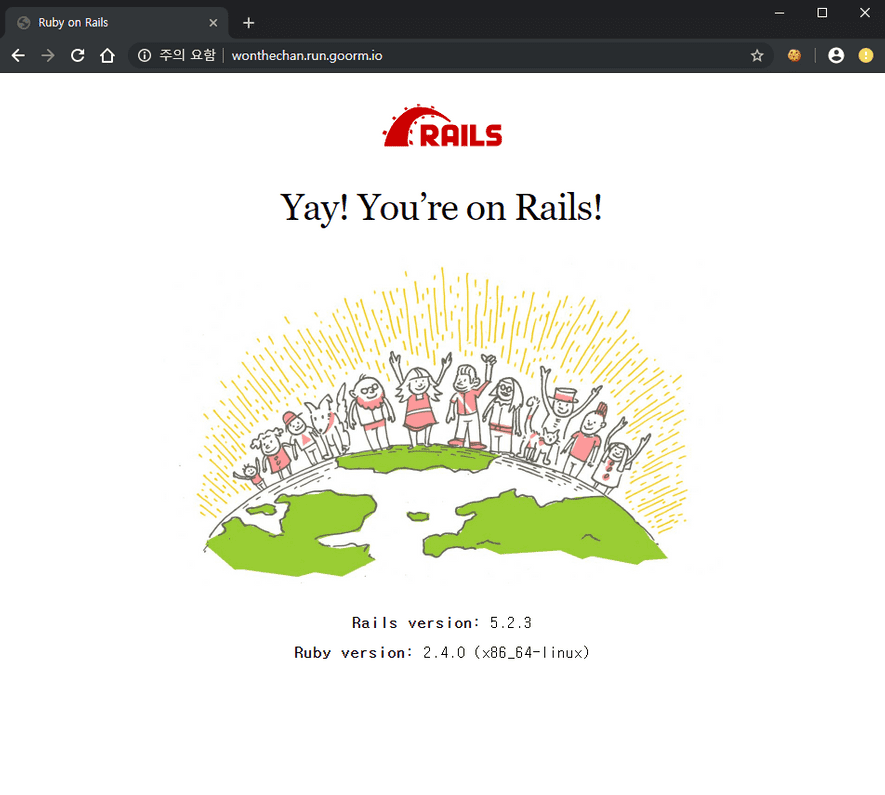 Ruby on Rails
주의 요함 wonthechan.run.goorm.io
RAILS
Yay! You’re on Rails!
Rails version: 5.2.3
Ruby version: 2.4.0 (x86_64-linux)